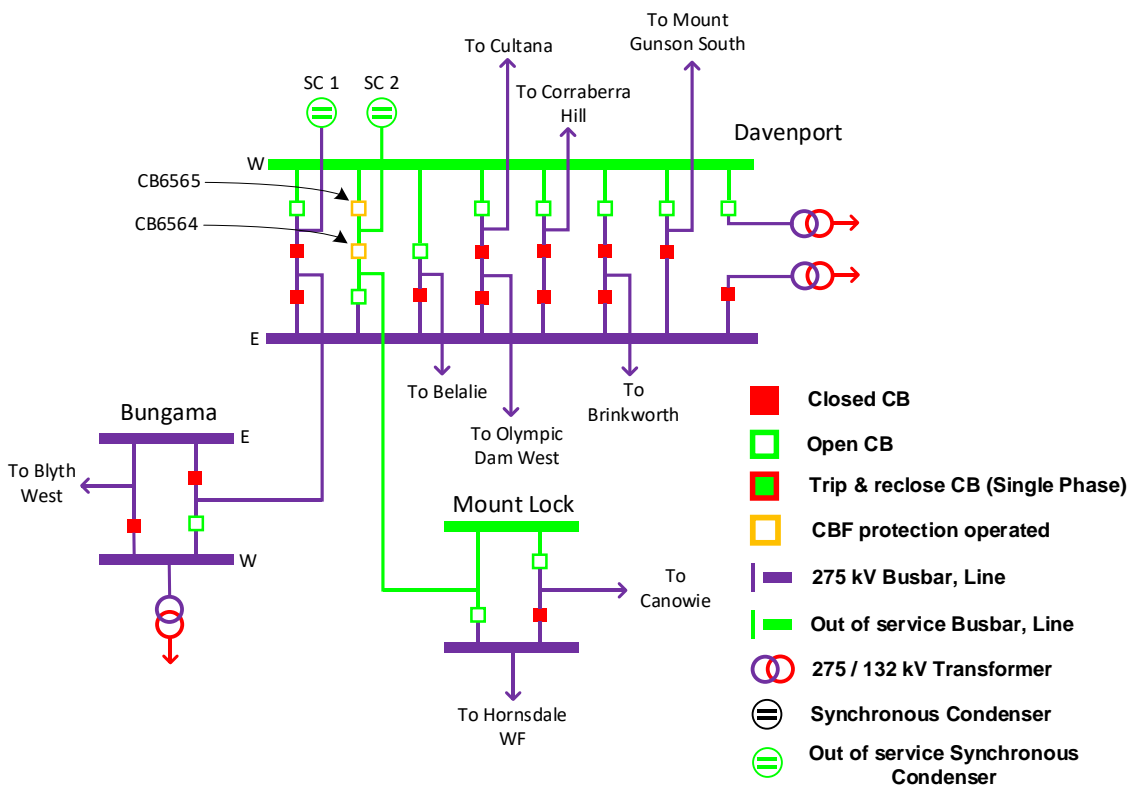 To Cultana
To Mount
Gunson South
SC 1
SC 2
To Corraberra
Hill
Davenport
W
CB6565
CB6564
E
To Belalie
To
Brinkworth
To Olympic
Dam West
Bungama
E
To Blyth
West
W
Mount Lock
To
Canowie
To Hornsdale
WF
Closed CB
Open CB
Trip & reclose CB (Single Phase)
CBF protection operated
275 kV Busbar, Line
Out of service Busbar, Line
275 / 132 kV Transformer
Synchronous Condenser
Out of service Synchronous
Condenser